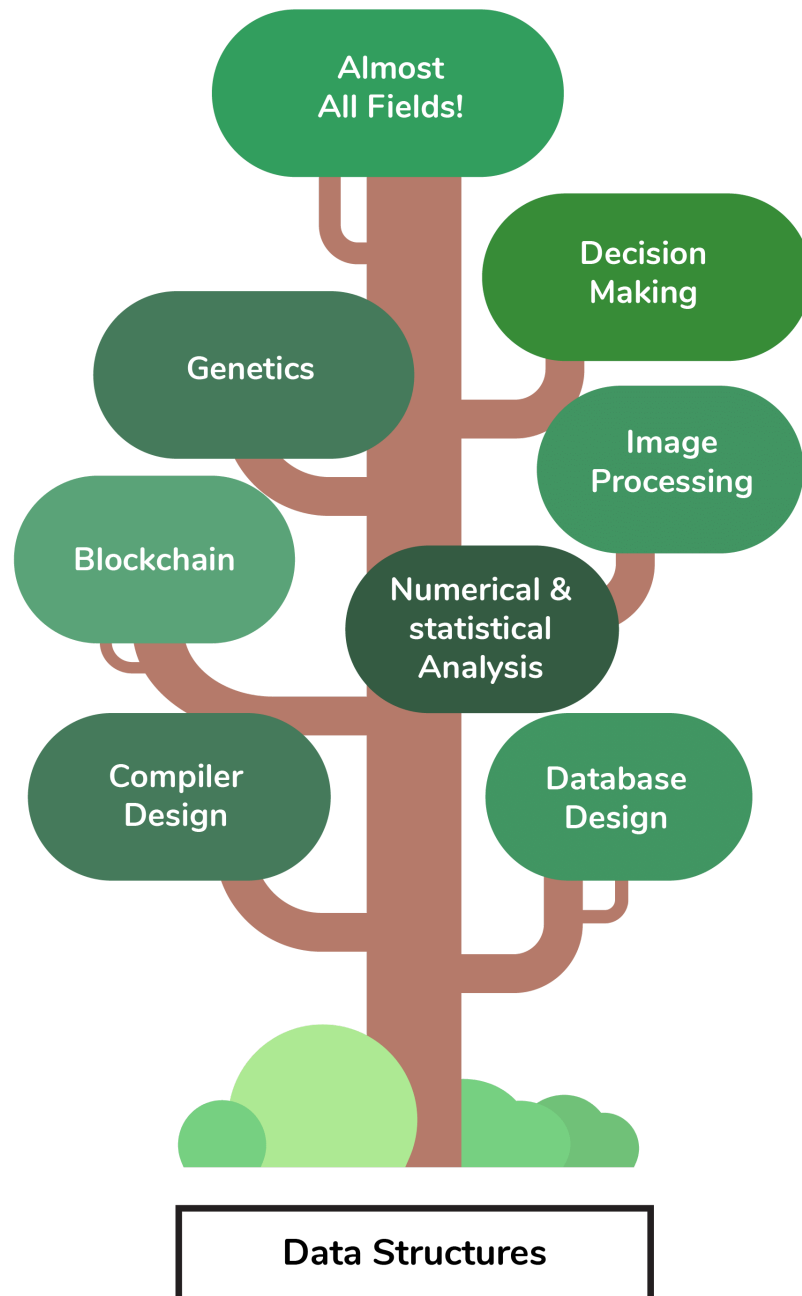 Almost
All Fields!
Decision
Making
Genetics
Image
Processing
Blockchain
Numerical &
statistical
Analysis
Compiler
Design
Database
Design
Data Structures